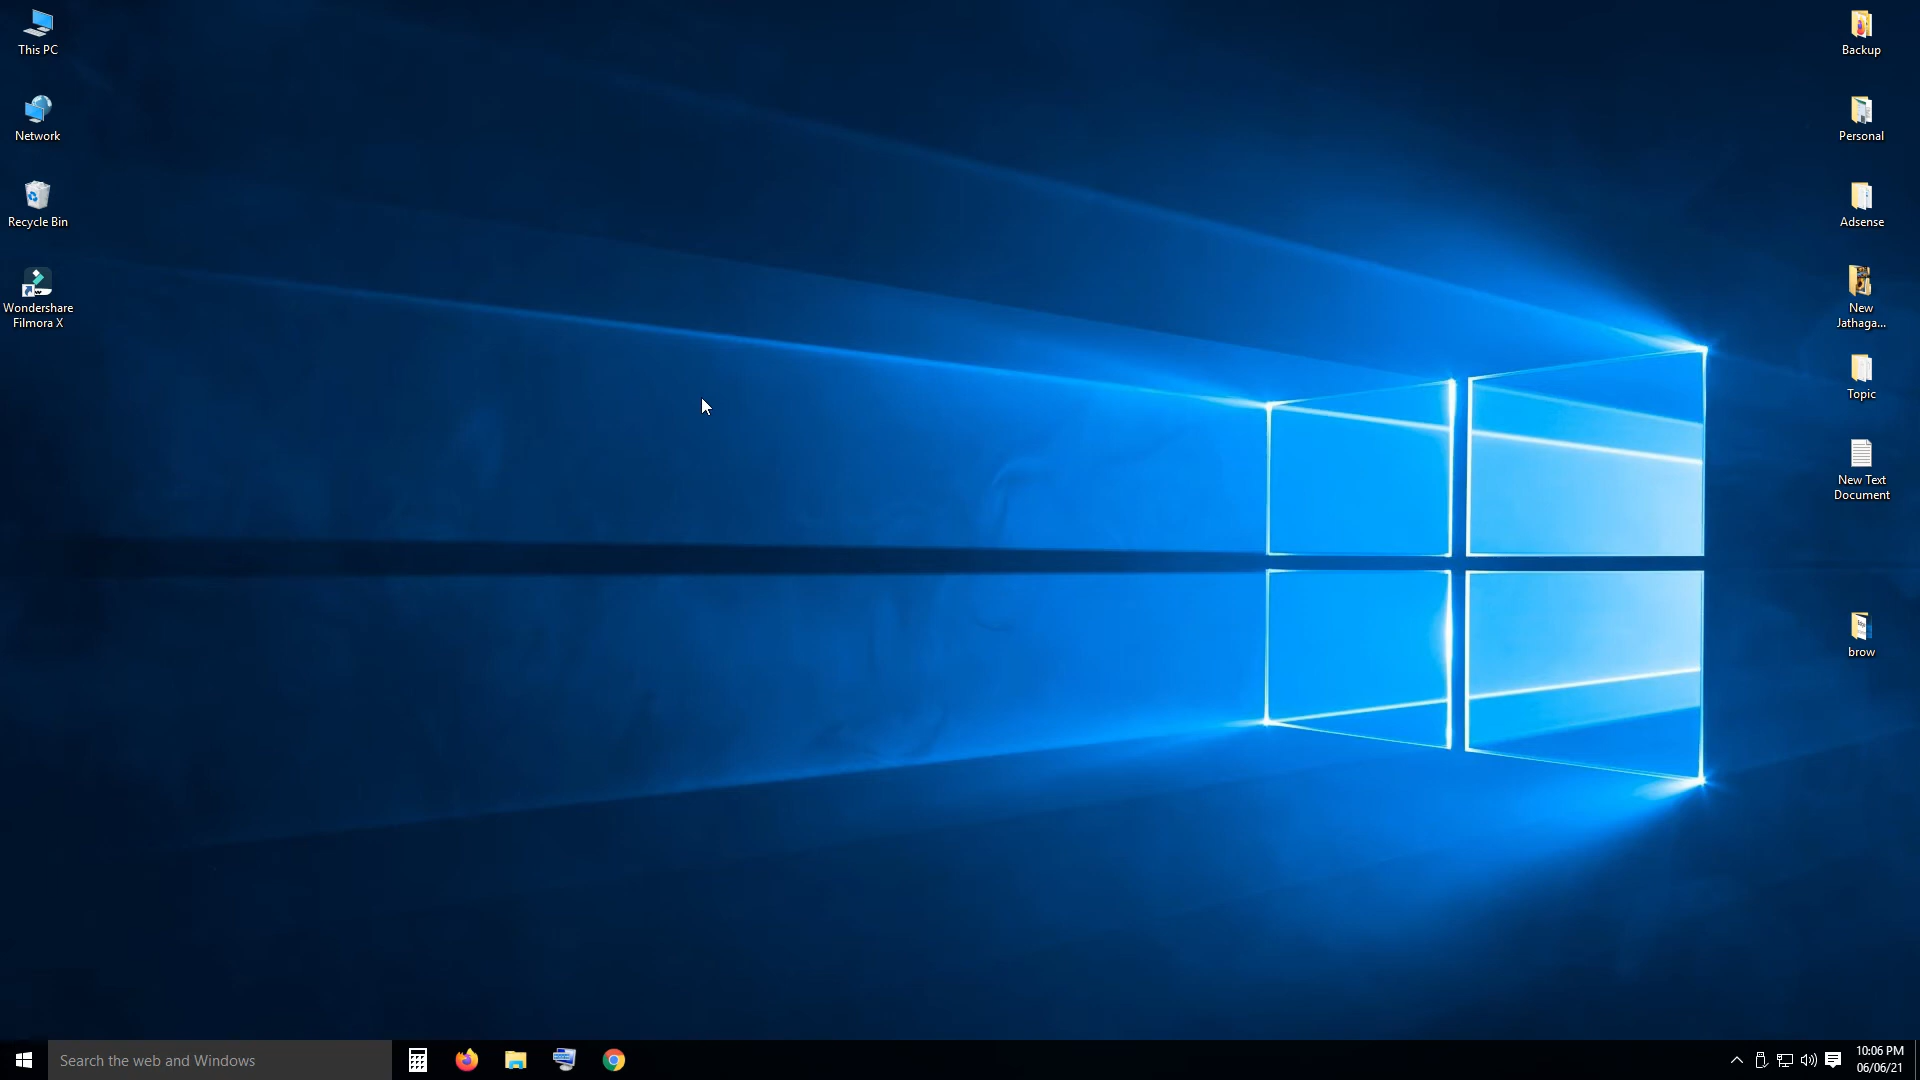 This PC
Network
Recycle Bin
Wondershare
Filmora X
Backup
Personal
Adsense
New
Jathaga...
Topic
New Text
Document
brow
Search the web and Windows
10:06 PM
06/06/21